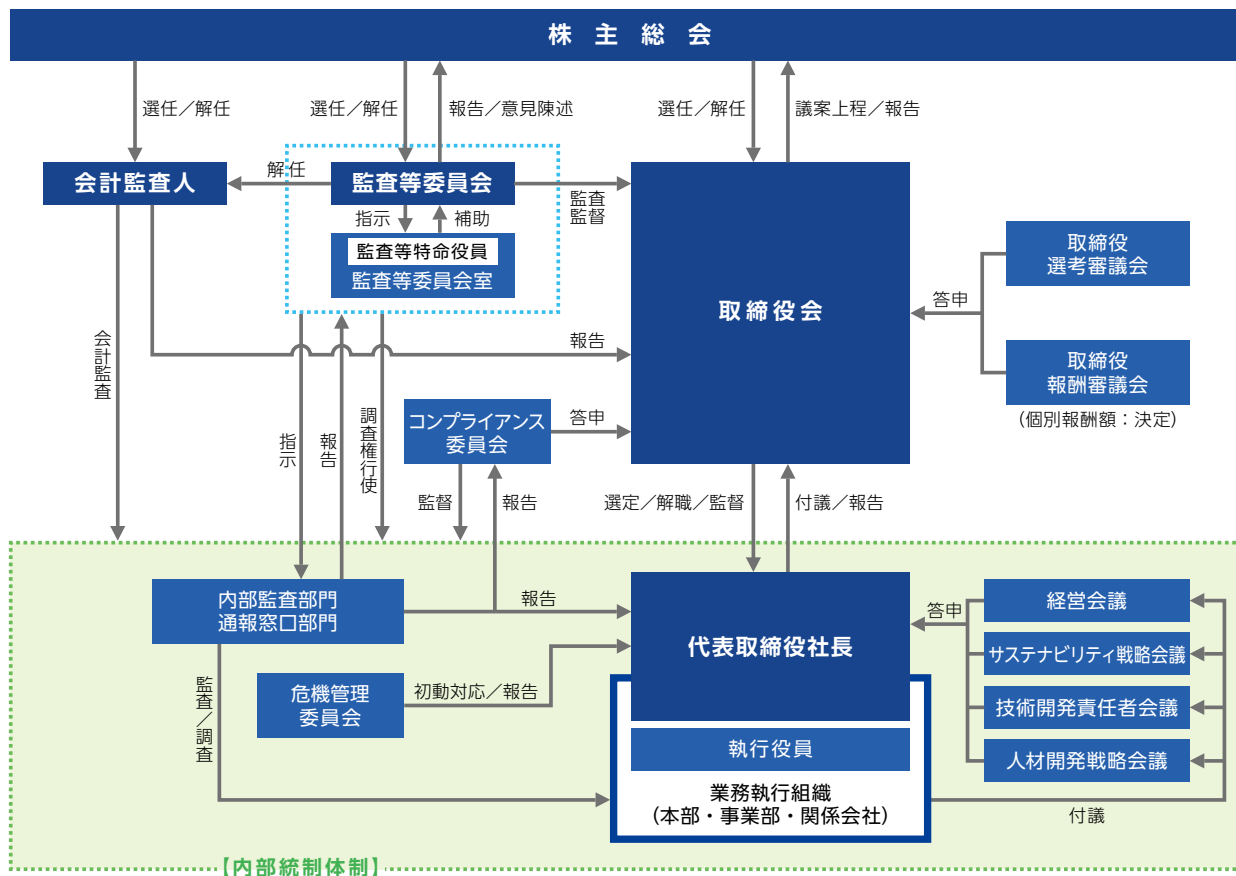 株主総会
選任／解任
選任／解任
報告／意見陳述
選任／解任
議案上程／報告
会計監査人
解任
監査等委員会
監査
監督
指示
補助
監査等特命役員
監査等委員会室
取締役会
取締役
選考審議会
答申
取締役
報酬審議会
(個別報酬額：決定)
会計監査
報告
指示
報告
調査権行使
コンプライアンス
委員会
答申
監督
報告
選定／解職／監督
付議／報告
内部監査部門
通報窓口部門
報告
代表取締役社長
答申
経営会議
サステナビリティ戦略会議
技術開発責任者会議
人材開発戦略会議
監査／調査
危機管理
委員会
初動対応／報告
執行役員
業務執行組織
(本部・事業部・関係会社)
付議
【内部統制体制】